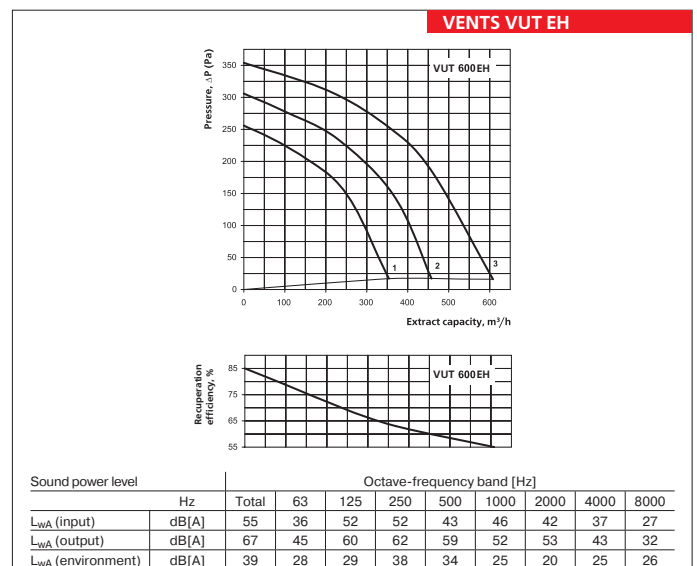 VENTS VUT EH
VUT 600EH
Pressure, ΔP (Pa)
350
300
250
200
150
100
50
0
1
2
3
0 100 200 300 400 500 600
Extract capacity, m³/h
VUT 600EH
Recuperation
efficiency, %
85
75
65
55
Sound power level Octave-frequency band [Hz]
Hz Total 63 125 250 500 1000 2000 4000 8000
LwA (input) dB[A] 55 36 52 52 43 46 42 37 27
LwA (output) dB[A] 67 45 60 62 59 52 53 43 32
LwA (environment) dB[A] 39 28 29 38 34 25 20 25 26